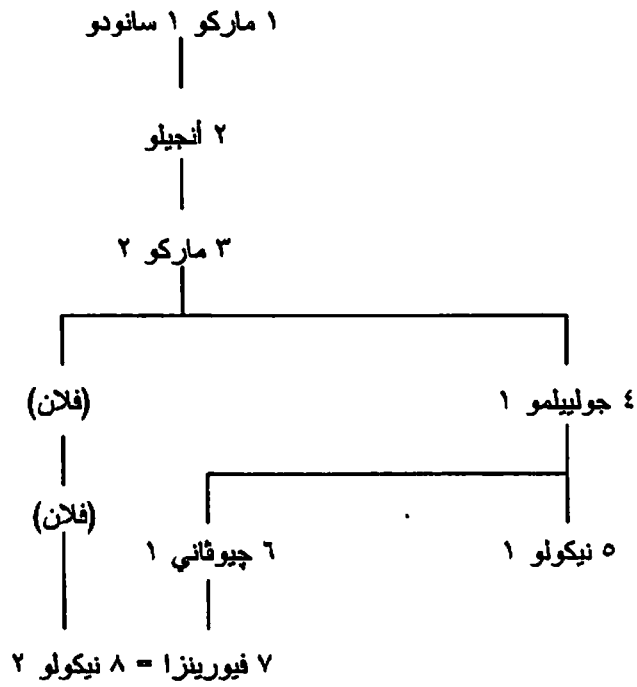 ١ ماركو ١ سانودو
٢ أنجيلو
٣ ماركو ٢
٤ جولييلمو ١
(فلان)
(فلان)
٥ نيكولو ١
٦ چيوڤاني ١
٧ فيورينزا = ٨ نيكولو ٢